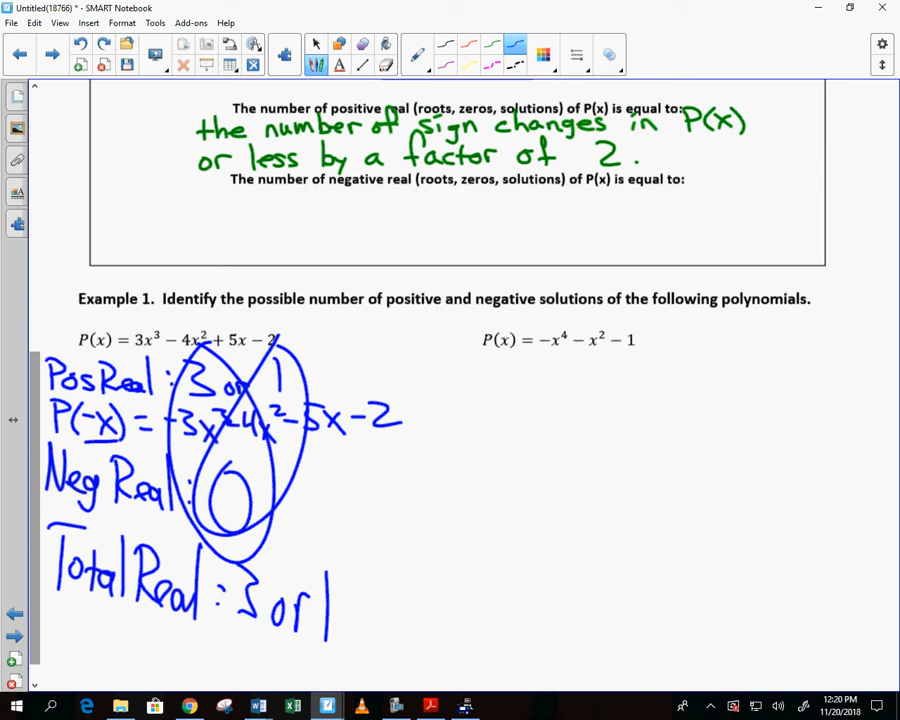 Untitled(18766) * - SMART Notebook
File Edit View Insert Format Tools Add-ons Help
The number of positive real (roots, zeros, solutions) of P(x) is equal to:
the number of sign changes in P(x)
or less by a factor of 2.
The number of negative real (roots, zeros, solutions) of P(x) is equal to:
Example 1. Identify the possible number of positive and negative solutions of the following polynomials.
P(x) = 3x³ − 4x² + 5x − 2
P(x) = −x⁴ − x² − 1
Pos Real : 3 or 1
P(-x) = -3x³-4x²-5x-2
Neg Real : 0
Total Real : 3 or 1
12:20 PM
11/20/2018